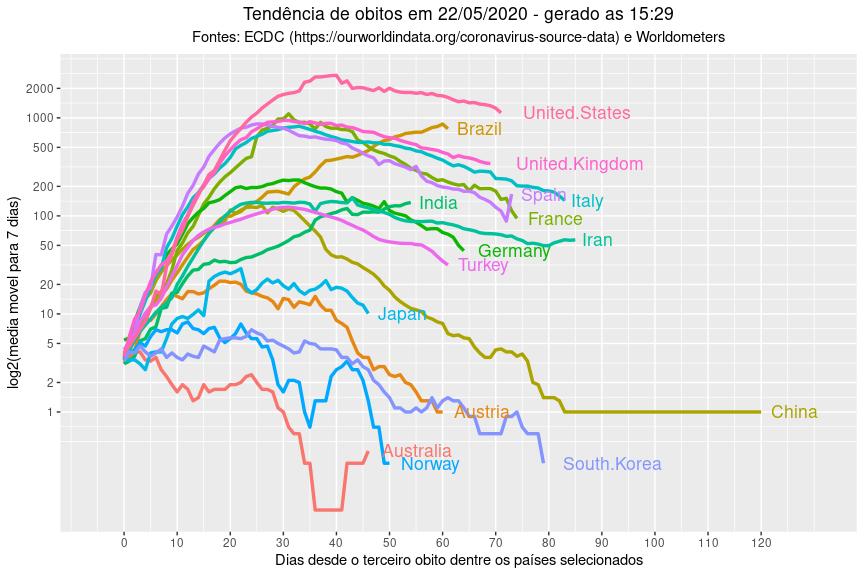 Tendência de obitos em 22/05/2020 - gerado as 15:29
Fontes: ECDC (https://ourworldindata.org/coronavirus-source-data) e Worldometers
log2(media movel para 7 dias)
2000
1000
500
200
100
50
20
10
5
2
1
United.States
Brazil
United.Kingdom
Spain
Italy
India
France
Iran
Germany
Turkey
Japan
Austria
China
Australia
Norway
South.Korea
0 10 20 30 40 50 60 70 80 90 100 110 120
Dias desde o terceiro obito dentre os países selecionados